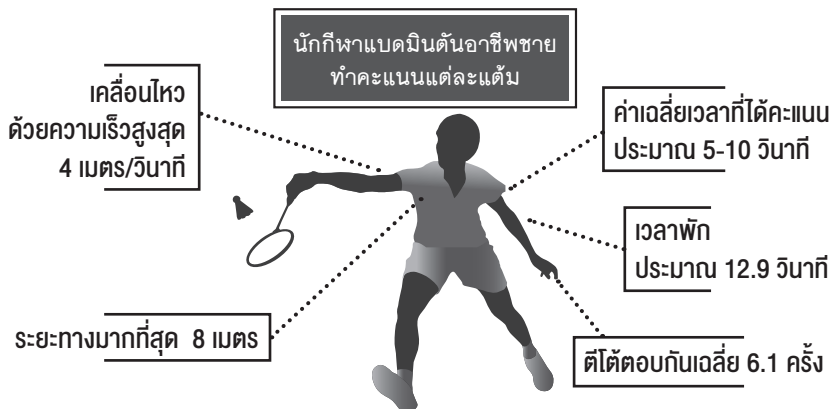 นักกีฬาแบดมินตันอาชีพชาย
ทำคะแนนแต่ละแต้ม
เคลื่อนไหว
ด้วยความเร็วสูงสุด
4 เมตร/วินาที
ค่าเฉลี่ยเวลาที่ได้คะแนน
ประมาณ 5-10 วินาที
เวลาพัก
ประมาณ 12.9 วินาที
ระยะทางมากที่สุด 8 เมตร
ตีโต้ตอบกันเฉลี่ย 6.1 ครั้ง